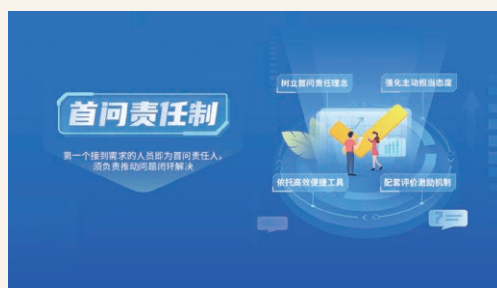 首问责任制
第一个接到需求的人员即为首问责任人，
须负责推动问题闭环解决
树立首问责任理念
强化主动担当态度
依托高效便捷工具
配套评价激励机制